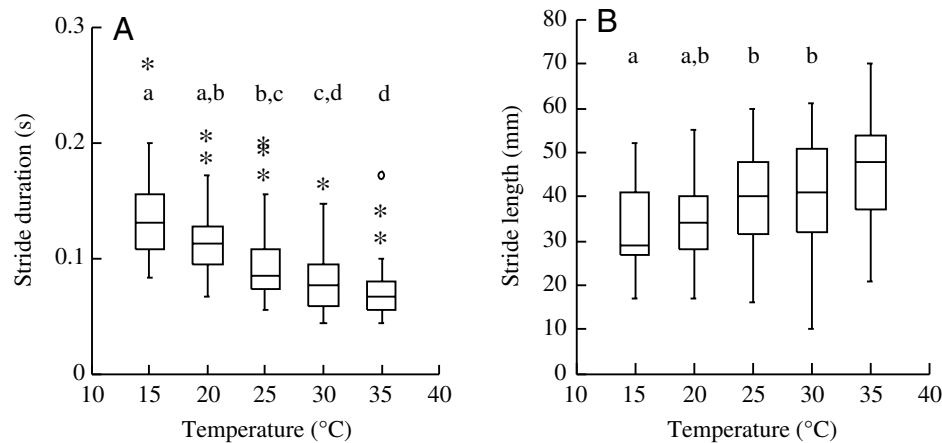 A
Stride duration (s)
0.3
0.2
0.1
0
a
a,b
b,c
c,d
d
10
15
20
25
30
35
40
Temperature (°C)
B
Stride length (mm)
80
70
60
50
40
30
20
10
0
a
a,b
b
b
10
15
20
25
30
35
40
Temperature (°C)